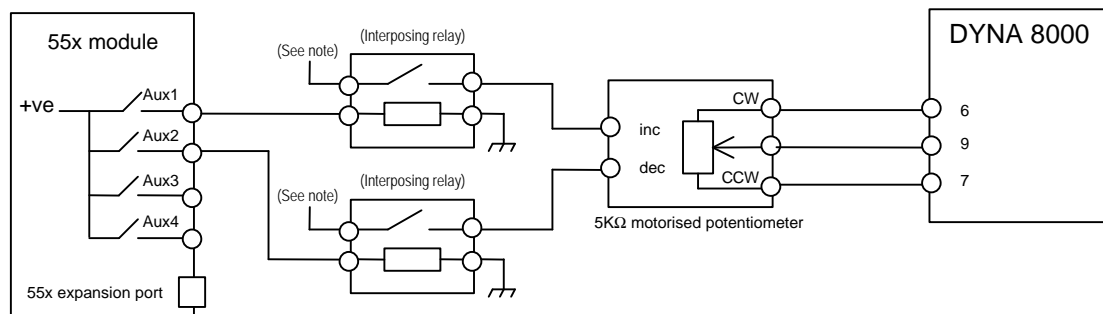 55x module
+ve
Aux1
Aux2
Aux3
Aux4
55x expansion port
(See note)
(Interposing relay)
(See note)
(Interposing relay)
inc
dec
CW
CCW
5KΩ motorised potentiometer
DYNA 8000
6
9
7